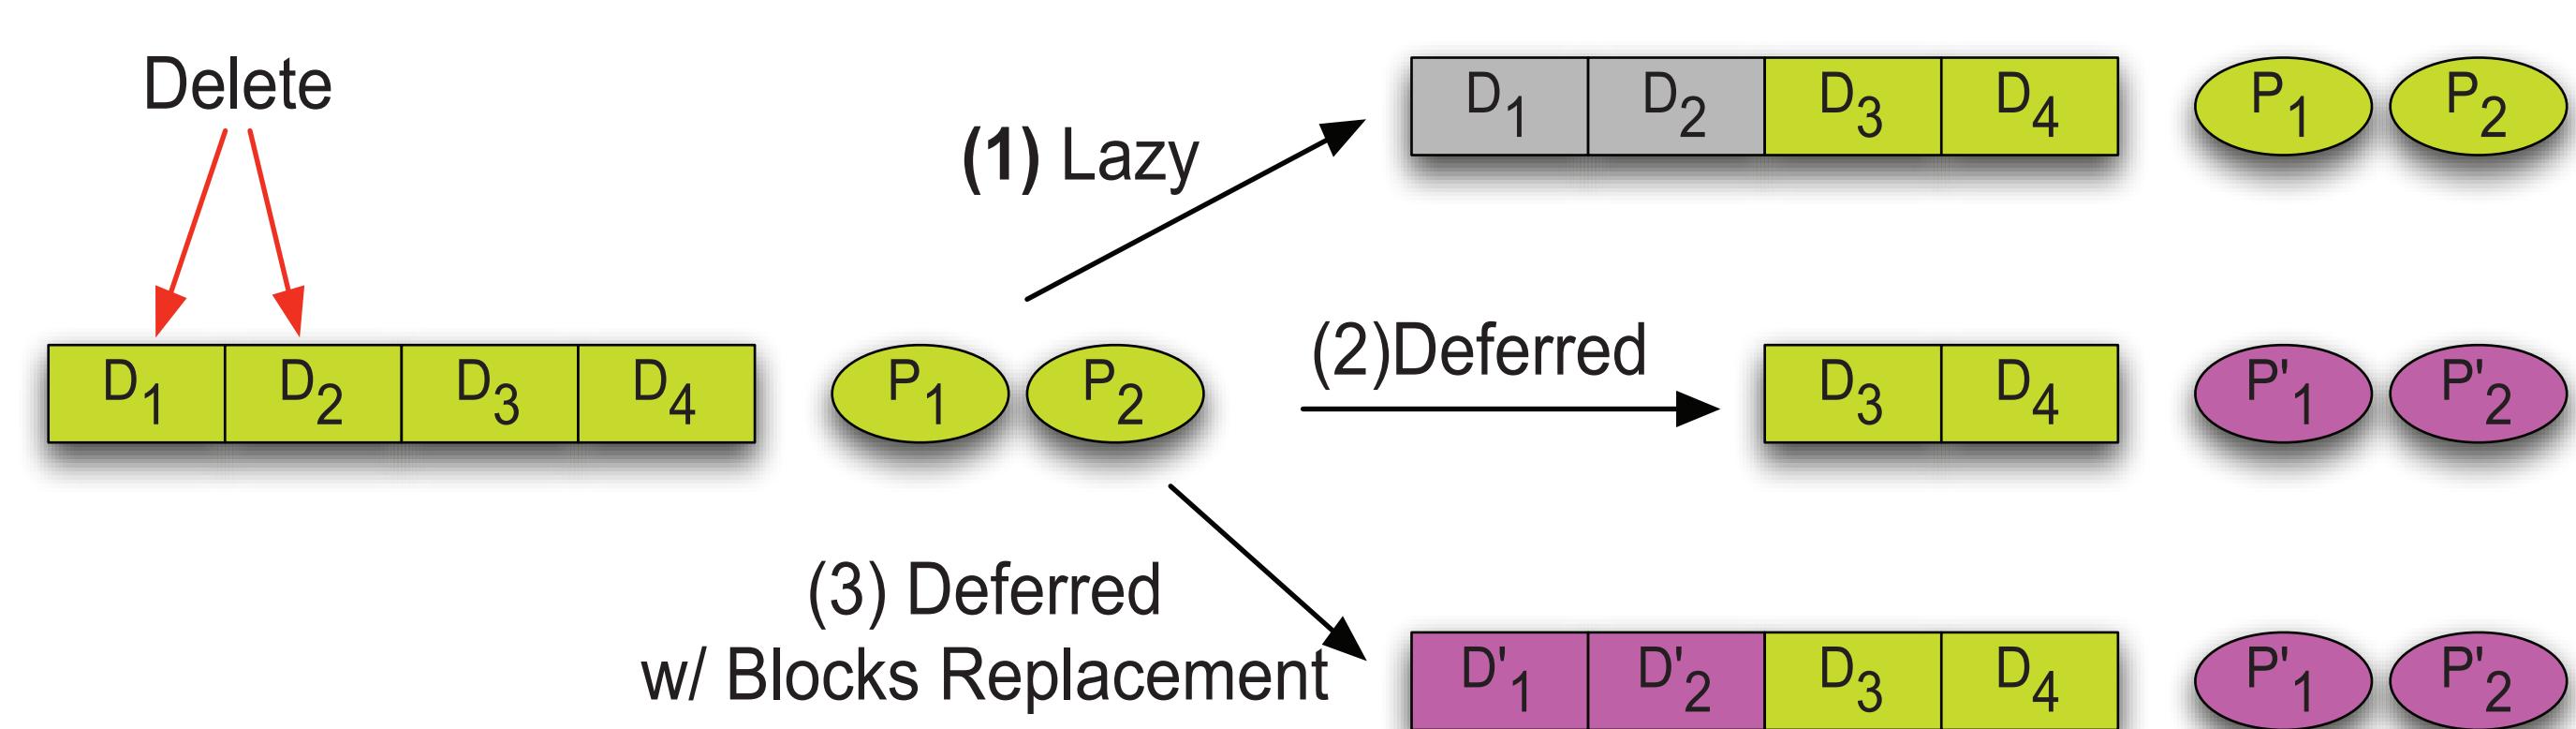 Delete
(1) Lazy
D1 D2 D3 D4 P1 P2
D1 D2 D3 D4 P1 P2
(2)Deferred
D3 D4 P'1 P'2
(3) Deferred
w/ Blocks Replacement
D'1 D'2 D3 D4 P'1 P'2